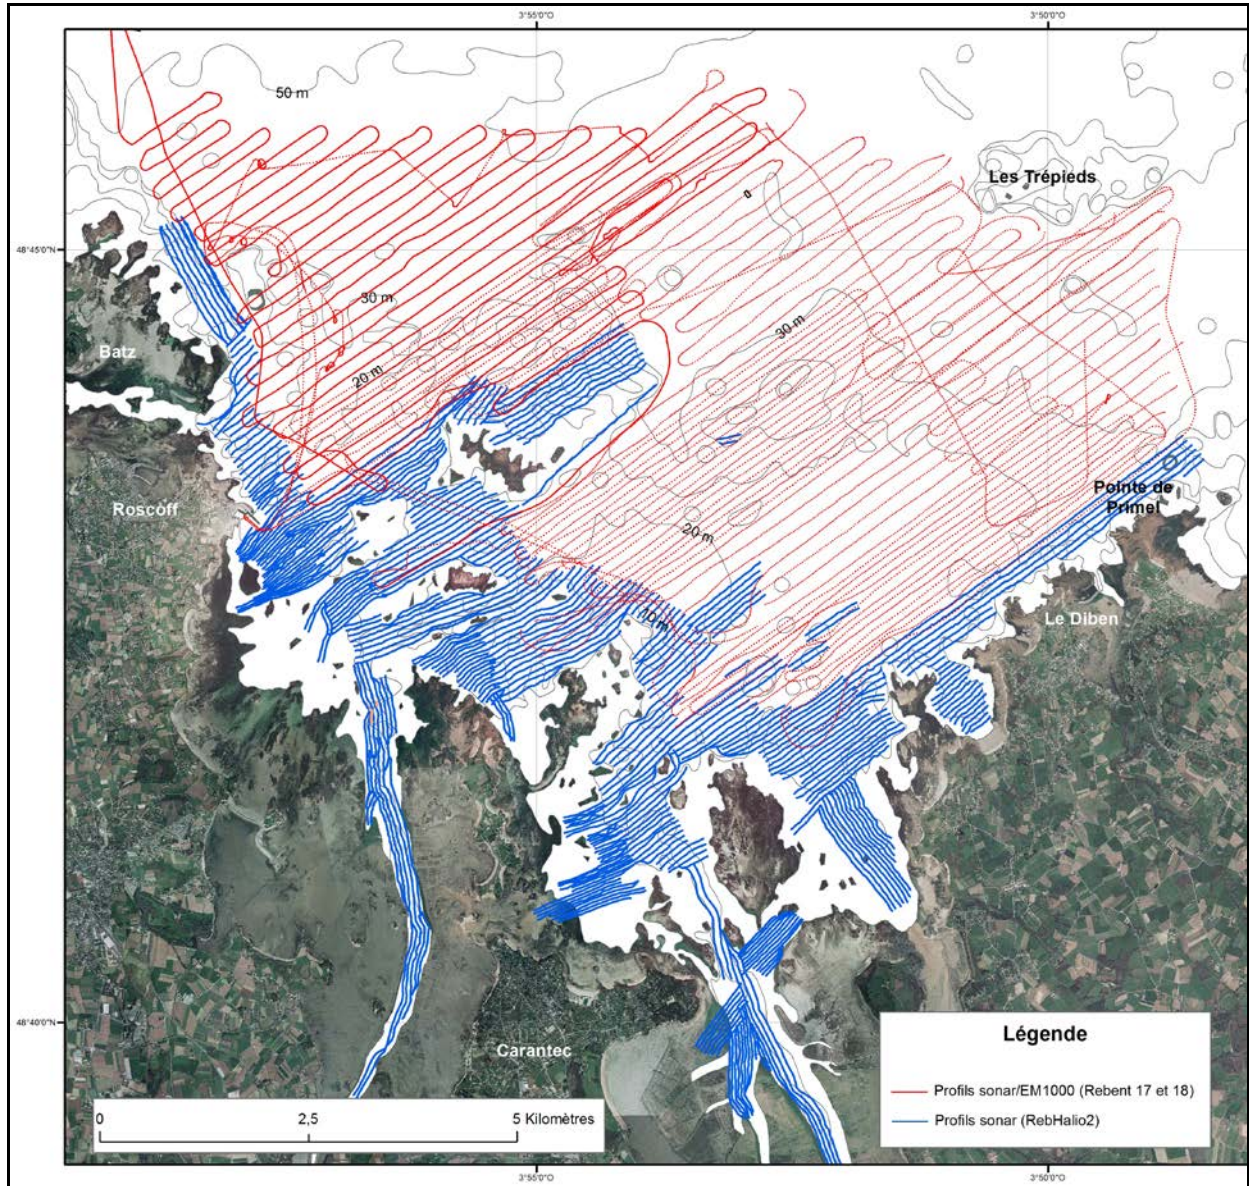 3°55'0"O
3°50'0"O
50 m
Les Trépieds
48°45'0"N
30 m
30 m
Batz
20 m
Pointe de
Primel
Roscoff
20 m
10 m
Le Diben
48°40'0"N
Carantec
Légende
Profils sonar/EM1000 (Rebent 17 et 18)
Profils sonar (RebHalio2)
0
2,5
5 Kilomètres
3°55'0"O
3°50'0"O